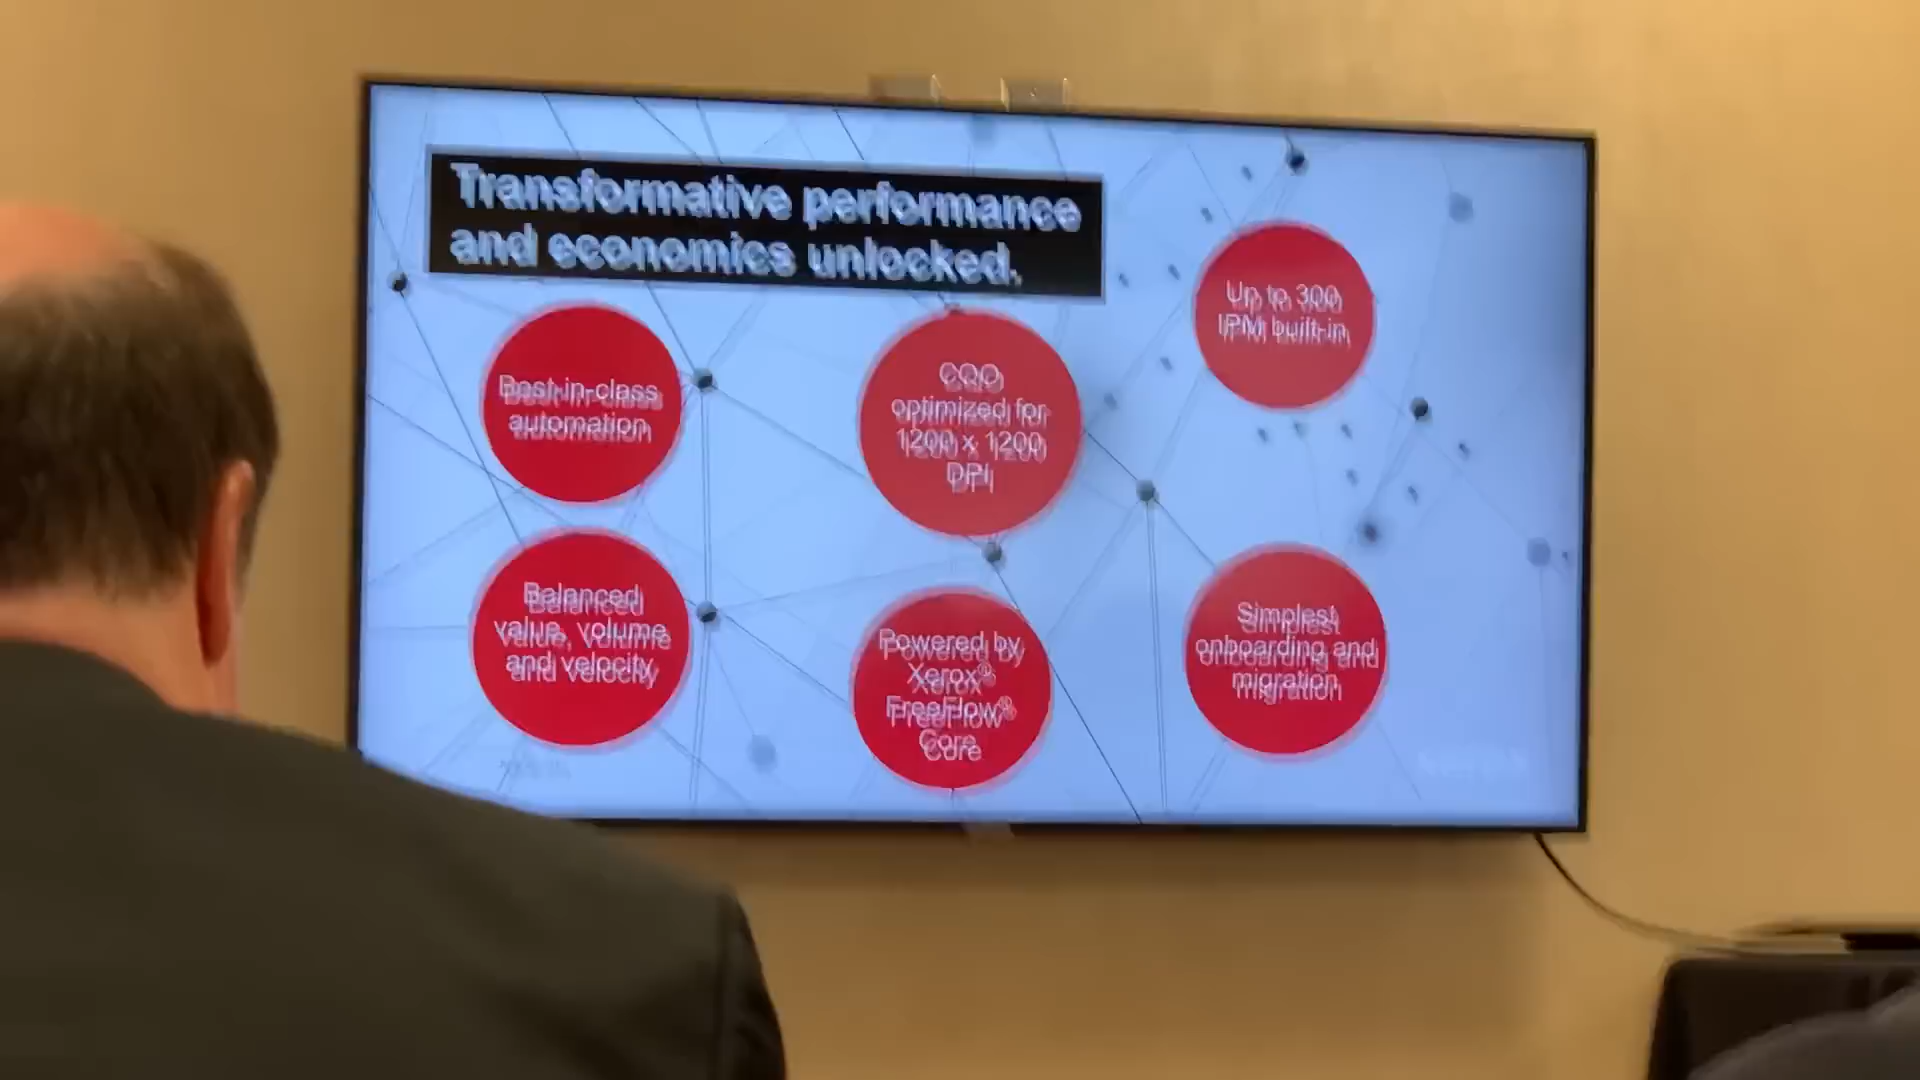 Transformative performance
and economics unlocked.
Best-in-class
automation
CQO
optimized for
1200 x 1200
DPI
Up to 300
IPM built-in
Balanced
value, volume
and velocity
Powered by
Xerox®
FreeFlow®
Core
Simplest
onboarding and
migration